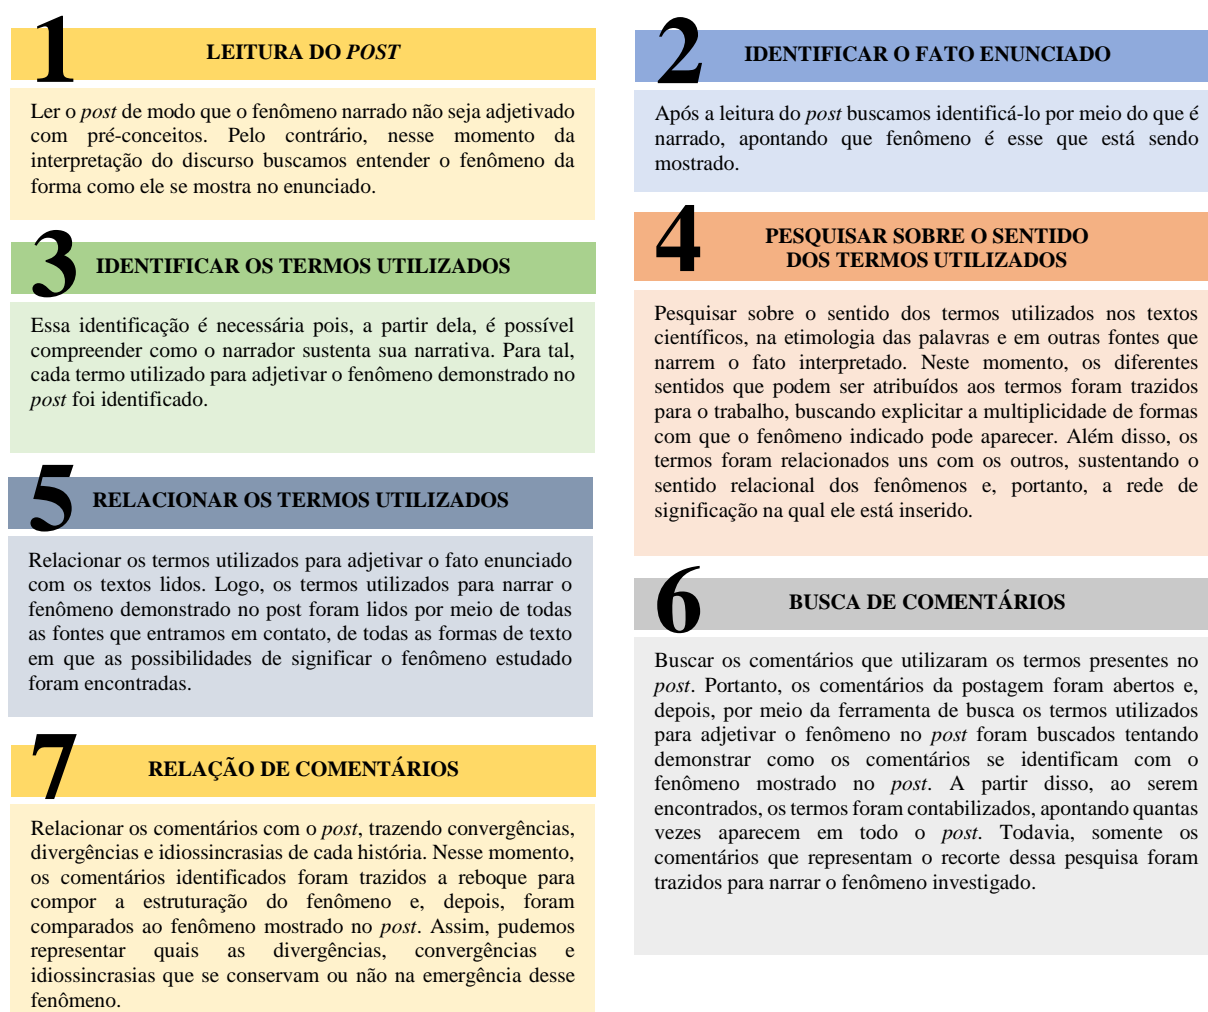 1
LEITURA DO POST
Ler o post de modo que o fenômeno narrado não seja adjetivado
com pré-conceitos. Pelo contrário, nesse momento da
interpretação do discurso buscamos entender o fenômeno da
forma como ele se mostra no enunciado.
2
IDENTIFICAR O FATO ENUNCIADO
Após a leitura do post buscamos identificá-lo por meio do que é
narrado, apontando que fenômeno é esse que está sendo
mostrado.
3
IDENTIFICAR OS TERMOS UTILIZADOS
Essa identificação é necessária pois, a partir dela, é possível
compreender como o narrador sustenta sua narrativa. Para tal,
cada termo utilizado para adjetivar o fenômeno demonstrado no
post foi identificado.
4
PESQUISAR SOBRE O SENTIDO
DOS TERMOS UTILIZADOS
Pesquisar sobre o sentido dos termos utilizados nos textos
científicos, na etimologia das palavras e em outras fontes que
narrem o fato interpretado. Neste momento, os diferentes
sentidos que podem ser atribuídos aos termos foram trazidos
para o trabalho, buscando explicitar a multiplicidade de formas
com que o fenômeno indicado pode aparecer. Além disso, os
termos foram relacionados uns com os outros, sustentando o
sentido relacional dos fenômenos e, portanto, a rede de
significação na qual ele está inserido.
5
RELACIONAR OS TERMOS UTILIZADOS
Relacionar os termos utilizados para adjetivar o fato enunciado
com os textos lidos. Logo, os termos utilizados para narrar o
fenômeno demonstrado no post foram lidos por meio de todas
as fontes que entramos em contato, de todas as formas de texto
em que as possibilidades de significar o fenômeno estudado
foram encontradas.
6
BUSCA DE COMENTÁRIOS
Buscar os comentários que utilizaram os termos presentes no
post. Portanto, os comentários da postagem foram abertos e,
depois, por meio da ferramenta de busca os termos utilizados
para adjetivar o fenômeno no post foram buscados tentando
demonstrar como os comentários se identificam com o
fenômeno mostrado no post. A partir disso, ao serem
encontrados, os termos foram contabilizados, apontando quantas
vezes aparecem em todo o post. Todavia, somente os
comentários que representam o recorte dessa pesquisa foram
trazidos para narrar o fenômeno investigado.
7
RELAÇÃO DE COMENTÁRIOS
Relacionar os comentários com o post, trazendo convergências,
divergências e idiossincrasias de cada história. Nesse momento,
os comentários identificados foram trazidos a reboque para
compor a estruturação do fenômeno e, depois, foram
comparados ao fenômeno mostrado no post. Assim, pudemos
representar quais as divergências, convergências e
idiossincrasias que se conservam ou não na emergência desse
fenômeno.